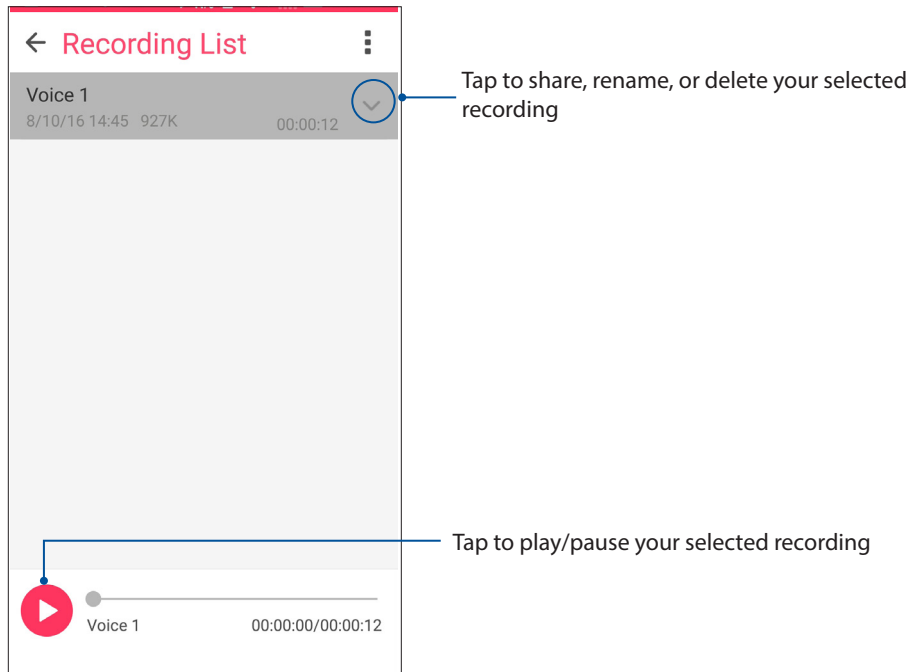 Recording List
Voice 1
8/10/16 14:45 927K 00:00:12
Tap to share, rename, or delete your selected
recording
Tap to play/pause your selected recording
Voice 1 00:00:00/00:00:12